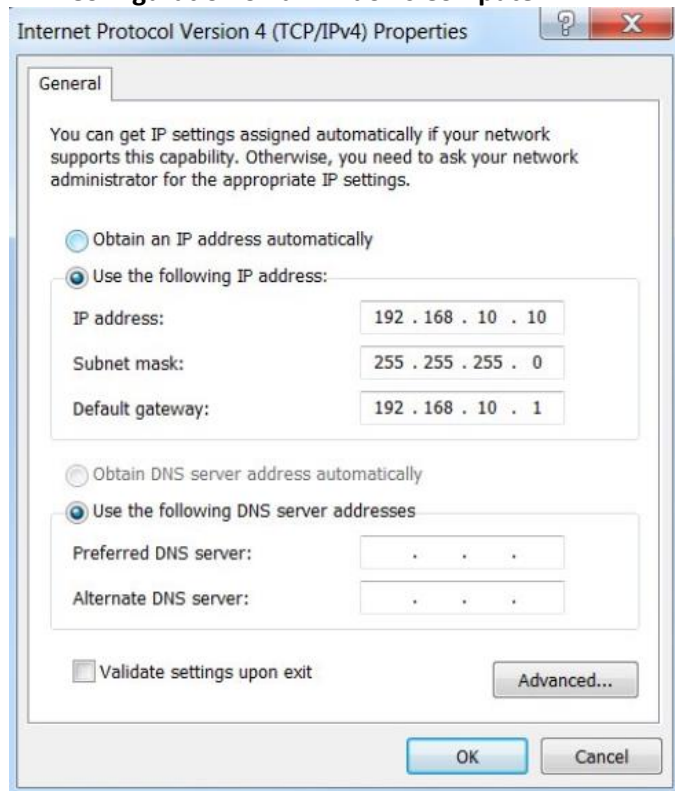 Internet Protocol Version 4 (TCP/IPv4) Properties
General
You can get IP settings assigned automatically if your network
supports this capability. Otherwise, you need to ask your network
administrator for the appropriate IP settings.
Obtain an IP address automatically
Use the following IP address:
IP address: 192 . 168 . 10 . 10
Subnet mask: 255 . 255 . 255 . 0
Default gateway: 192 . 168 . 10 . 1
Obtain DNS server address automatically
Use the following DNS server addresses
Preferred DNS server: . . .
Alternate DNS server: . . .
Validate settings upon exit
Advanced...
OK Cancel